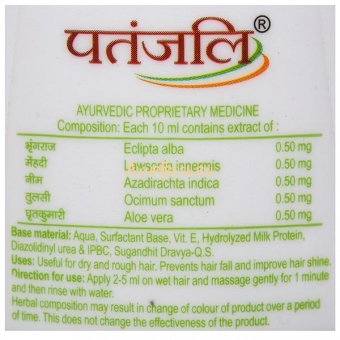 पतंजलि®
AYURVEDIC PROPRIETARY MEDICINE
Composition: Each 10 ml contains extract of :
भृंगराज Eclipta alba 0.50 mg
मेंहदी Lawsonia innermis 0.50 mg
नीम Azadirachta indica 0.50 mg
तुलसी Ocimum sanctum 0.50 mg
घृतकुमारी Aloe vera 0.50 mg
Base material: Aqua, Surfactant Base, Vit. E, Hydrolyzed Milk Protein,
Diazolidinyl urea & IPBC, Sugandhit Dravya-Q.S.
Uses: Useful for dry and rough hair. Prevents hair fall and improve hair shine.
Direction for use: Apply 2-5 ml on wet hair and massage gently for 1 minute
and then rinse with water.
Herbal composition may result in change of colour of product over a period
of time. This does not change the effectiveness of the product.